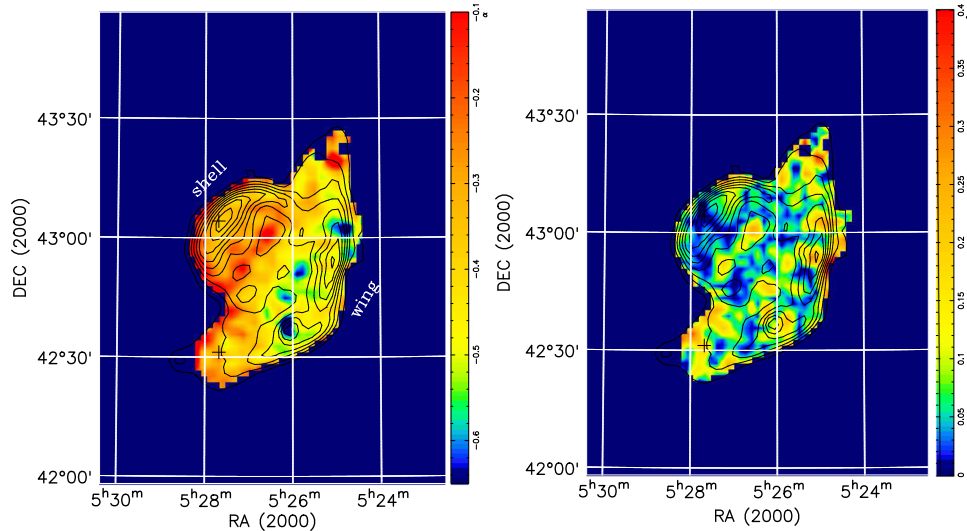 -0.1
α
-0.2
-0.3
-0.4
-0.5
-0.6
43°30'
43°00'
42°30'
42°00'
DEC (2000)
shell
wing
5ʰ30ᵐ 5ʰ28ᵐ 5ʰ26ᵐ 5ʰ24ᵐ
RA (2000)
0.4
0.35
0.3
0.25
0.2
0.15
0.1
0.05
0
43°30'
43°00'
42°30'
42°00'
DEC (2000)
5ʰ30ᵐ 5ʰ28ᵐ 5ʰ26ᵐ 5ʰ24ᵐ
RA (2000)